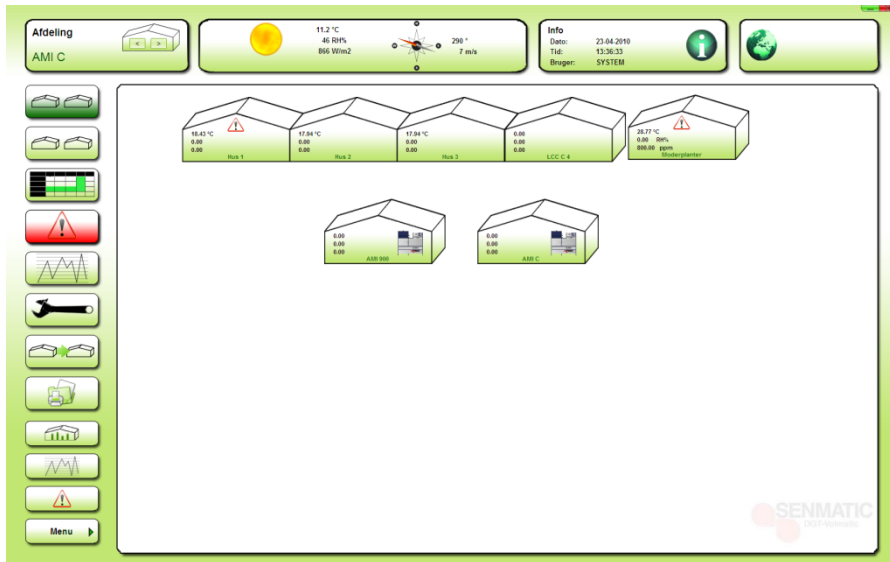 Afdeling
AMI C
< >
11.2 °C
46 RH%
866 W/m2
290 °
7 m/s
Info
Dato: 23-04-2010
Tid: 13:36:33
Bruger: SYSTEM
18.43 °C
0.00
0.00
Hus 1
17.84 °C
0.00
0.00
Hus 2
17.94 °C
0.00
0.00
Hus 3
0.00
0.00
0.00
LCC C 4
20.77 °C
0.00 RH%
800.00 ppm
Moderplanter
0.00
0.00
0.00
AMI 900
0.00
0.00
0.00
AMI C
Menu
SENMATIC